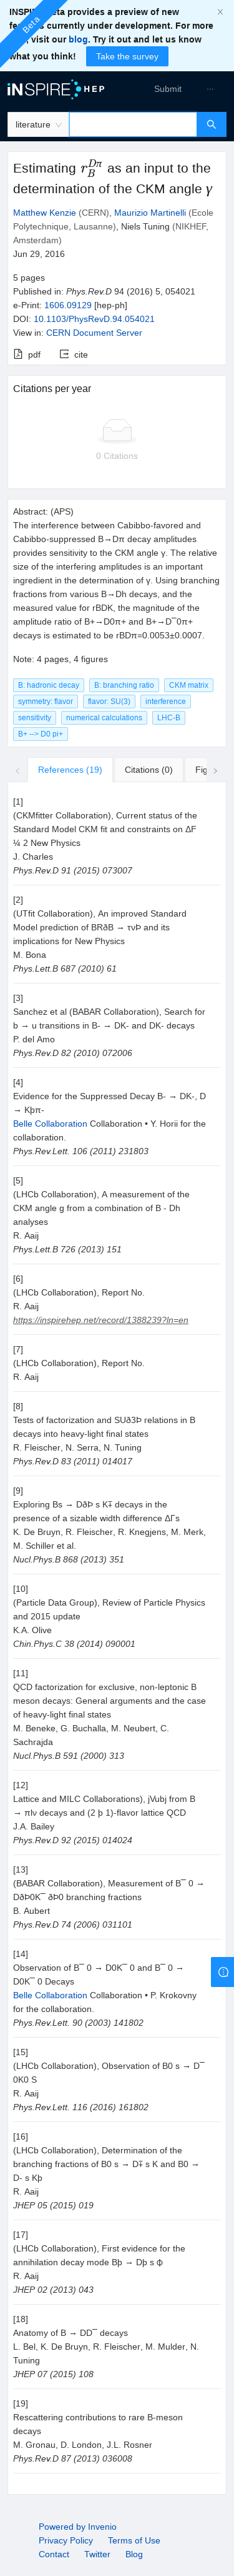 INSPIRE beta provides a preview of new
features currently under development. For more
info, visit our blog. Try it out and let us know
what you think! Take the survey
Beta
INSPIRE HEP
Submit ...
literature
Estimating r_B^{Dπ} as an input to the
determination of the CKM angle γ
Matthew Kenzie (CERN), Maurizio Martinelli (Ecole
Polytechnique, Lausanne), Niels Tuning (NIKHEF,
Amsterdam)
Jun 29, 2016
5 pages
Published in: Phys.Rev.D 94 (2016) 5, 054021
e-Print: 1606.09129 [hep-ph]
DOI: 10.1103/PhysRevD.94.054021
View in: CERN Document Server
pdf cite
Citations per year
0 Citations
Abstract: (APS)
The interference between Cabibbo-favored and
Cabibbo-suppressed B→Dπ decay amplitudes
provides sensitivity to the CKM angle γ. The relative
size of the interfering amplitudes is an important
ingredient in the determination of γ. Using branching
fractions from various B→Dh decays, and the
measured value for rBDK, the magnitude of the
amplitude ratio of B+→D0π+ and B+→D¯0π+
decays is estimated to be rBDπ=0.0053±0.0007.
Note: 4 pages, 4 figures
B: hadronic decay B: branching ratio CKM matrix
symmetry: flavor flavor: SU(3) interference
sensitivity numerical calculations LHC-B
B+ --> D0 pi+
References (19) Citations (0) Fig
[1]
(CKMfitter Collaboration), Current status of the
Standard Model CKM fit and constraints on ΔF
¼ 2 New Physics
J. Charles
Phys.Rev.D 91 (2015) 073007
[2]
(UTfit Collaboration), An improved Standard
Model prediction of BRðB → τνÞ and its
implications for New Physics
M. Bona
Phys.Lett.B 687 (2010) 61
[3]
Sanchez et al (BABAR Collaboration), Search for
b → u transitions in B- → DK- and DK- decays
P. del Amo
Phys.Rev.D 82 (2010) 072006
[4]
Evidence for the Suppressed Decay B- → DK-, D
→ Kþπ-
Belle Collaboration Collaboration • Y. Horii for the
collaboration.
Phys.Rev.Lett. 106 (2011) 231803
[5]
(LHCb Collaboration), A measurement of the
CKM angle g from a combination of B - Dh
analyses
R. Aaij
Phys.Lett.B 726 (2013) 151
[6]
(LHCb Collaboration), Report No.
R. Aaij
https://inspirehep.net/record/1388239?ln=en
[7]
(LHCb Collaboration), Report No.
R. Aaij
[8]
Tests of factorization and SUð3Þ relations in B
decays into heavy-light final states
R. Fleischer, N. Serra, N. Tuning
Phys.Rev.D 83 (2011) 014017
[9]
Exploring Bs → DðÞ s K∓ decays in the
presence of a sizable width difference ΔΓs
K. De Bruyn, R. Fleischer, R. Knegjens, M. Merk,
M. Schiller et al.
Nucl.Phys.B 868 (2013) 351
[10]
(Particle Data Group), Review of Particle Physics
and 2015 update
K.A. Olive
Chin.Phys.C 38 (2014) 090001
[11]
QCD factorization for exclusive, non-leptonic B
meson decays: General arguments and the case
of heavy-light final states
M. Beneke, G. Buchalla, M. Neubert, C.
Sachrajda
Nucl.Phys.B 591 (2000) 313
[12]
Lattice and MILC Collaborations), jVubj from B
→ πlν decays and (2 þ 1)-flavor lattice QCD
J.A. Bailey
Phys.Rev.D 92 (2015) 014024
[13]
(BABAR Collaboration), Measurement of B¯ 0 →
DðÞ0K¯ ðÞ0 branching fractions
B. Aubert
Phys.Rev.D 74 (2006) 031101
[14]
Observation of B¯ 0 → D0K¯ 0 and B¯ 0 →
D0K¯ 0 Decays
Belle Collaboration Collaboration • P. Krokovny
for the collaboration.
Phys.Rev.Lett. 90 (2003) 141802
[15]
(LHCb Collaboration), Observation of B0 s → D¯
0K0 S
R. Aaij
Phys.Rev.Lett. 116 (2016) 161802
[16]
(LHCb Collaboration), Determination of the
branching fractions of B0 s → D∓ s K and B0 →
D- s Kþ
R. Aaij
JHEP 05 (2015) 019
[17]
(LHCb Collaboration), First evidence for the
annihilation decay mode Bþ → Dþ s ϕ
R. Aaij
JHEP 02 (2013) 043
[18]
Anatomy of B → DD¯ decays
L. Bel, K. De Bruyn, R. Fleischer, M. Mulder, N.
Tuning
JHEP 07 (2015) 108
[19]
Rescattering contributions to rare B-meson
decays
M. Gronau, D. London, J.L. Rosner
Phys.Rev.D 87 (2013) 036008
Powered by Invenio
Privacy Policy Terms of Use
Contact Twitter Blog